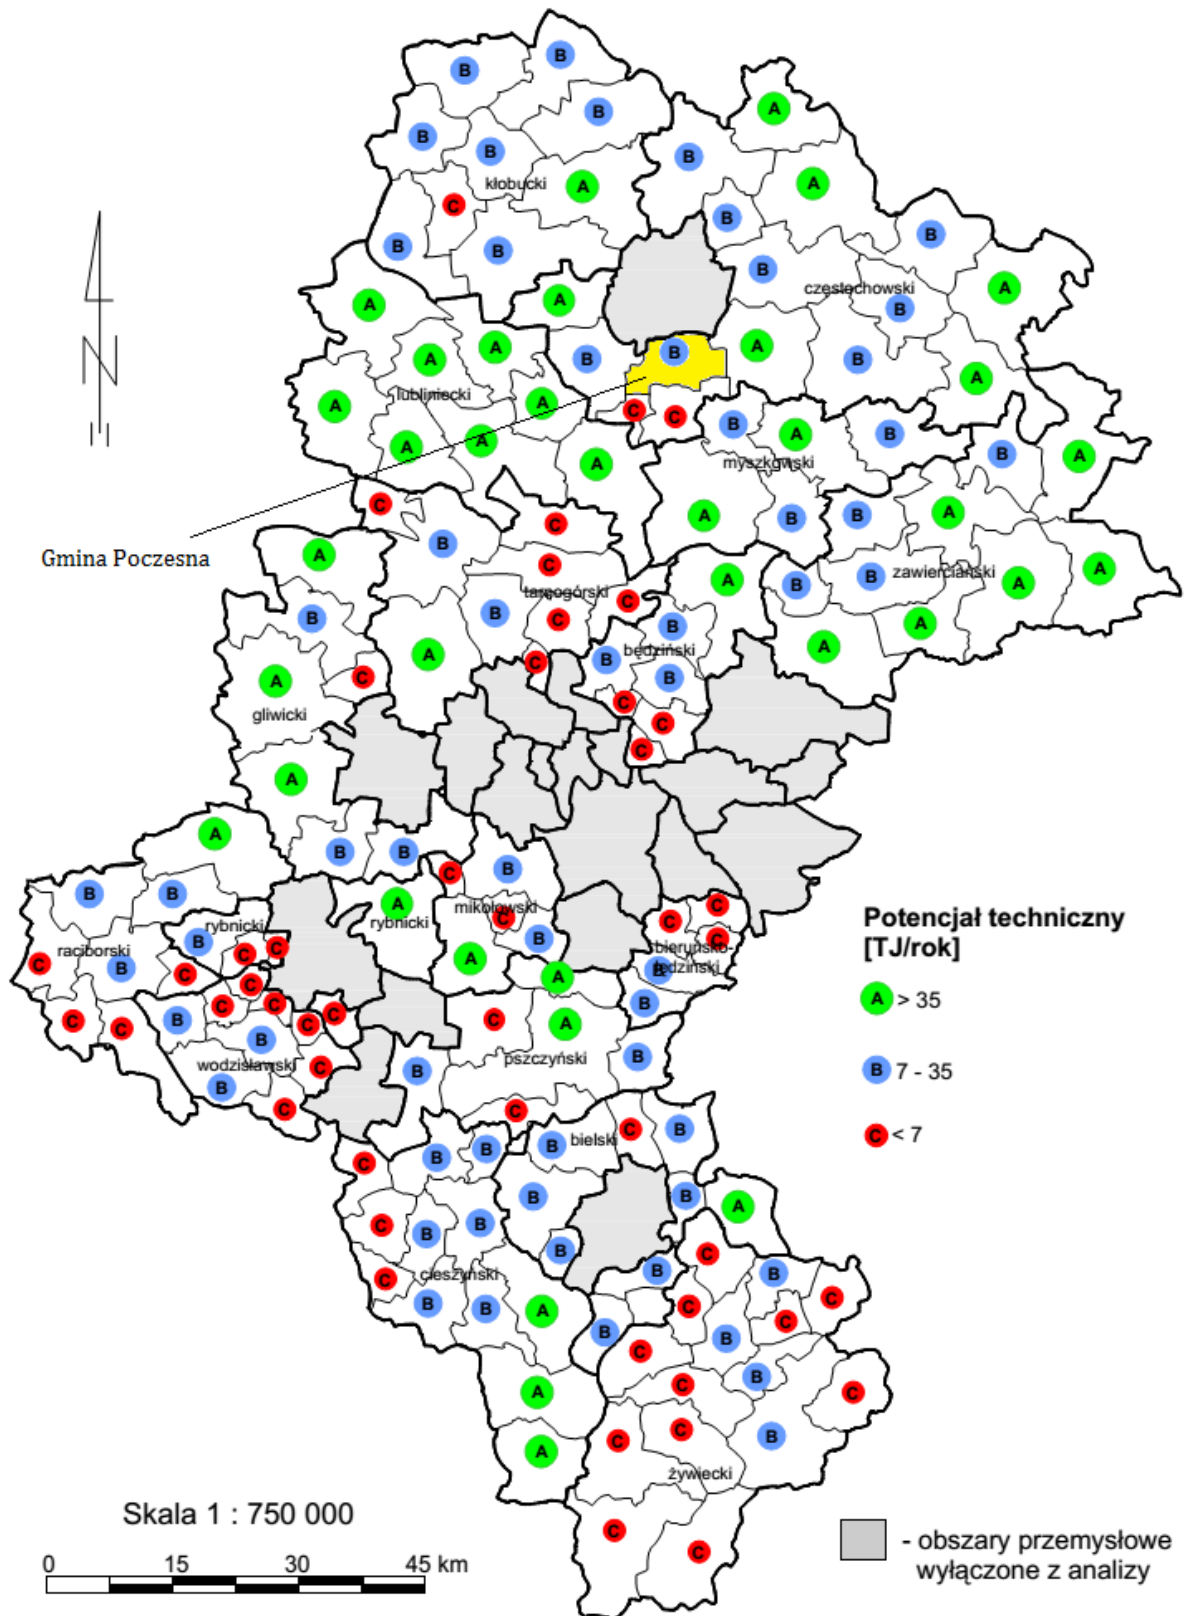 B
B
B
A
B
B
B
kłobucki
A
C
B
A
B
B
B
B
B
częstochowski
A
A
A
B
A
B
B
A
A
B
A
lubliniecki
B
A
A
A
C
C
B
A
B
A
A
myszkowski
B
A
A
A
B
B
A
C
C
B
Gmina Poczesna
A
C
A
B
B
zawierciański
A
A
tarnogórski
C
B
B
C
B
A
A
A
będziński
B
C
B
A
C
A
gliwicki
C
C
C
A
A
B
B
C
B
mikołowski
A
rybnicki
C
B
A
B
B
rybnicki
B
C
C
raciborski
C
B
C
C
C
C
bieruńsko-
lędziński
B
B
A
A
C
pszczyński
B
B
C
C
C
C
C
C
C
B
B
wodzisławski
B
C
C
Potencjał techniczny
[TJ/rok]
A > 35
B 7 - 35
C < 7
C
B
bielski
C
B
C
B
B
B
B
A
C
B
B
B
C
cieszyński
B
B
A
A
A
C
B
B
C
C
C
B
B
C
C
B
C
B
C
C
żywiecki
C
C
Skala 1 : 750 000
0 15 30 45 km
- obszary przemysłowe
wyłączone z analizy